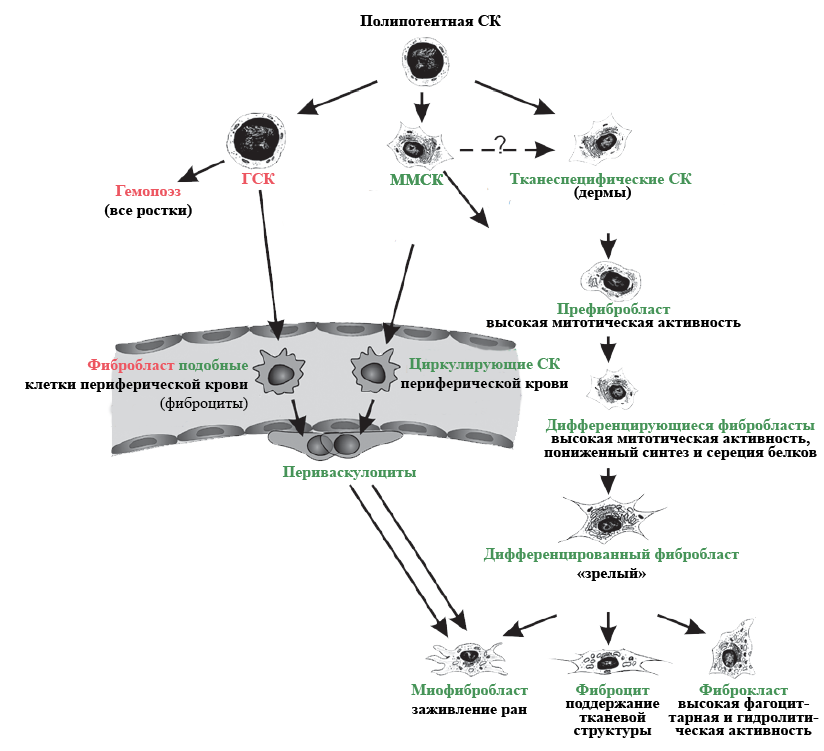 Полипотентная СК
?
ГСК
ММСК
Тканеспецифические СК
(дермы)
Гемопоэз
(все ростки)
Префибробласт
высокая митотическая активность
Фибробласт подобные
клетки периферической крови
(фиброциты)
Циркулирующие СК
периферической крови
Дифференцирующиеся фибробласты
высокая митотическая активность,
пониженный синтез и среция белков
Периваскулоциты
Дифференцированный фибробласт
«зрелый»
Миофибробласт
заживление ран
Фиброцит
поддержание
тканевой
структуры
Фиброкласт
высокая фагоцит-
тарная и гидролити-
ческая активность